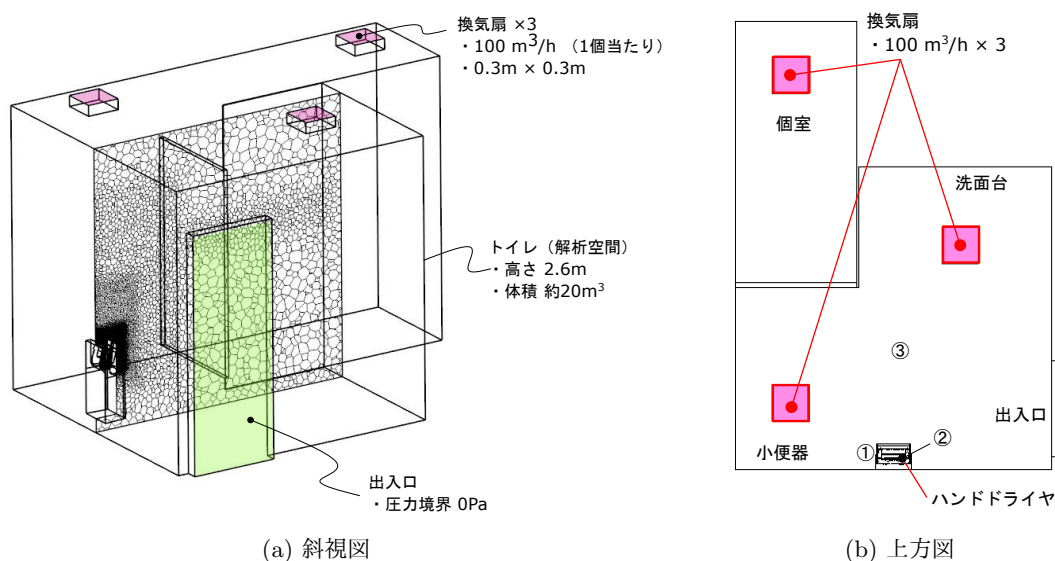 換気扇 ×3
・100 m³/h （1個当たり）
・0.3m × 0.3m
トイレ（解析空間）
・高さ 2.6m
・体積 約20m³
出入口
・圧力境界 0Pa
(a) 斜視図
換気扇
・100 m³/h × 3
個室
洗面台
③
出入口
小便器
①
②
ハンドドライヤ
(b) 上方図